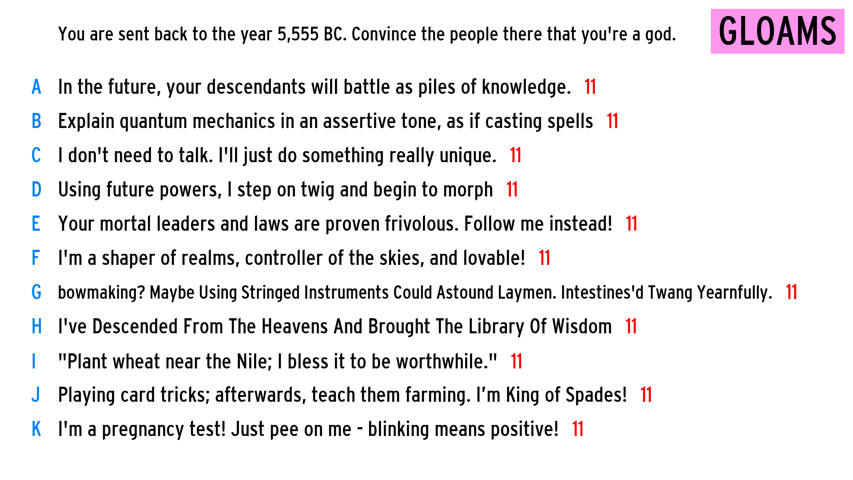 You are sent back to the year 5,555 BC. Convince the people there that you're a god.
GLOAMS
A In the future, your descendants will battle as piles of knowledge. 11
B Explain quantum mechanics in an assertive tone, as if casting spells 11
C I don't need to talk. I'll just do something really unique. 11
D Using future powers, I step on twig and begin to morph 11
E Your mortal leaders and laws are proven frivolous. Follow me instead! 11
F I'm a shaper of realms, controller of the skies, and lovable! 11
G bowmaking? Maybe Using Stringed Instruments Could Astound Laymen. Intestines'd Twang Yearnfully. 11
H I've Descended From The Heavens And Brought The Library Of Wisdom 11
I "Plant wheat near the Nile; I bless it to be worthwhile." 11
J Playing card tricks; afterwards, teach them farming. I’m King of Spades! 11
K I'm a pregnancy test! Just pee on me - blinking means positive! 11